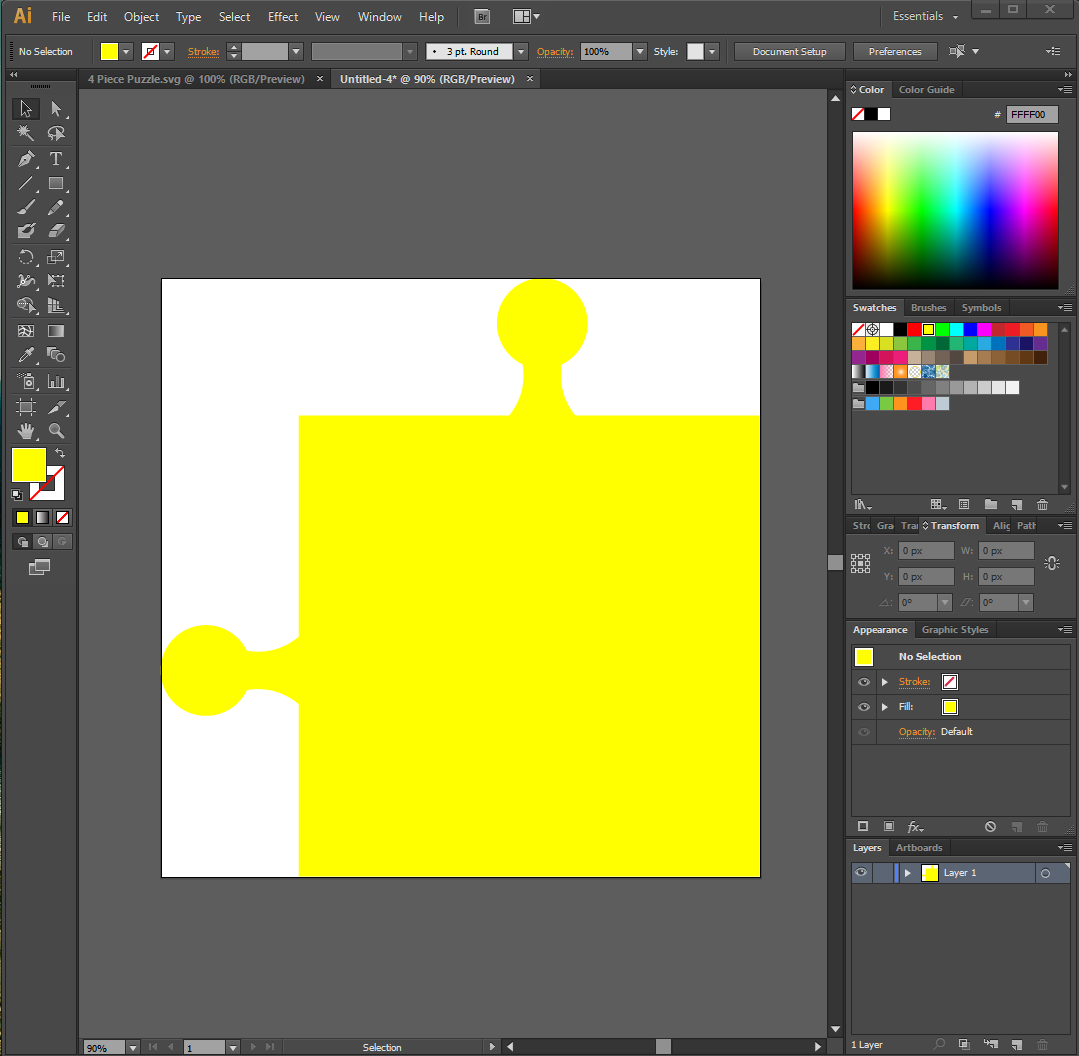 Ai File Edit Object Type Select Effect View Window Help Br Essentials
No Selection Stroke: 3 pt. Round Opacity: 100% Style: Document Setup Preferences
4 Piece Puzzle.svg @ 100% (RGB/Preview) × Untitled-4* @ 90% (RGB/Preview) ×
Color Color Guide
# FFFF00
Swatches Brushes Symbols
Stro Gra Trai Transform Alig Path
X: 0 px W: 0 px
Y: 0 px H: 0 px
0° 0°
Appearance Graphic Styles
No Selection
Stroke:
Fill:
Opacity: Default
fx
Layers Artboards
Layer 1
90% 1 Selection
1 Layer